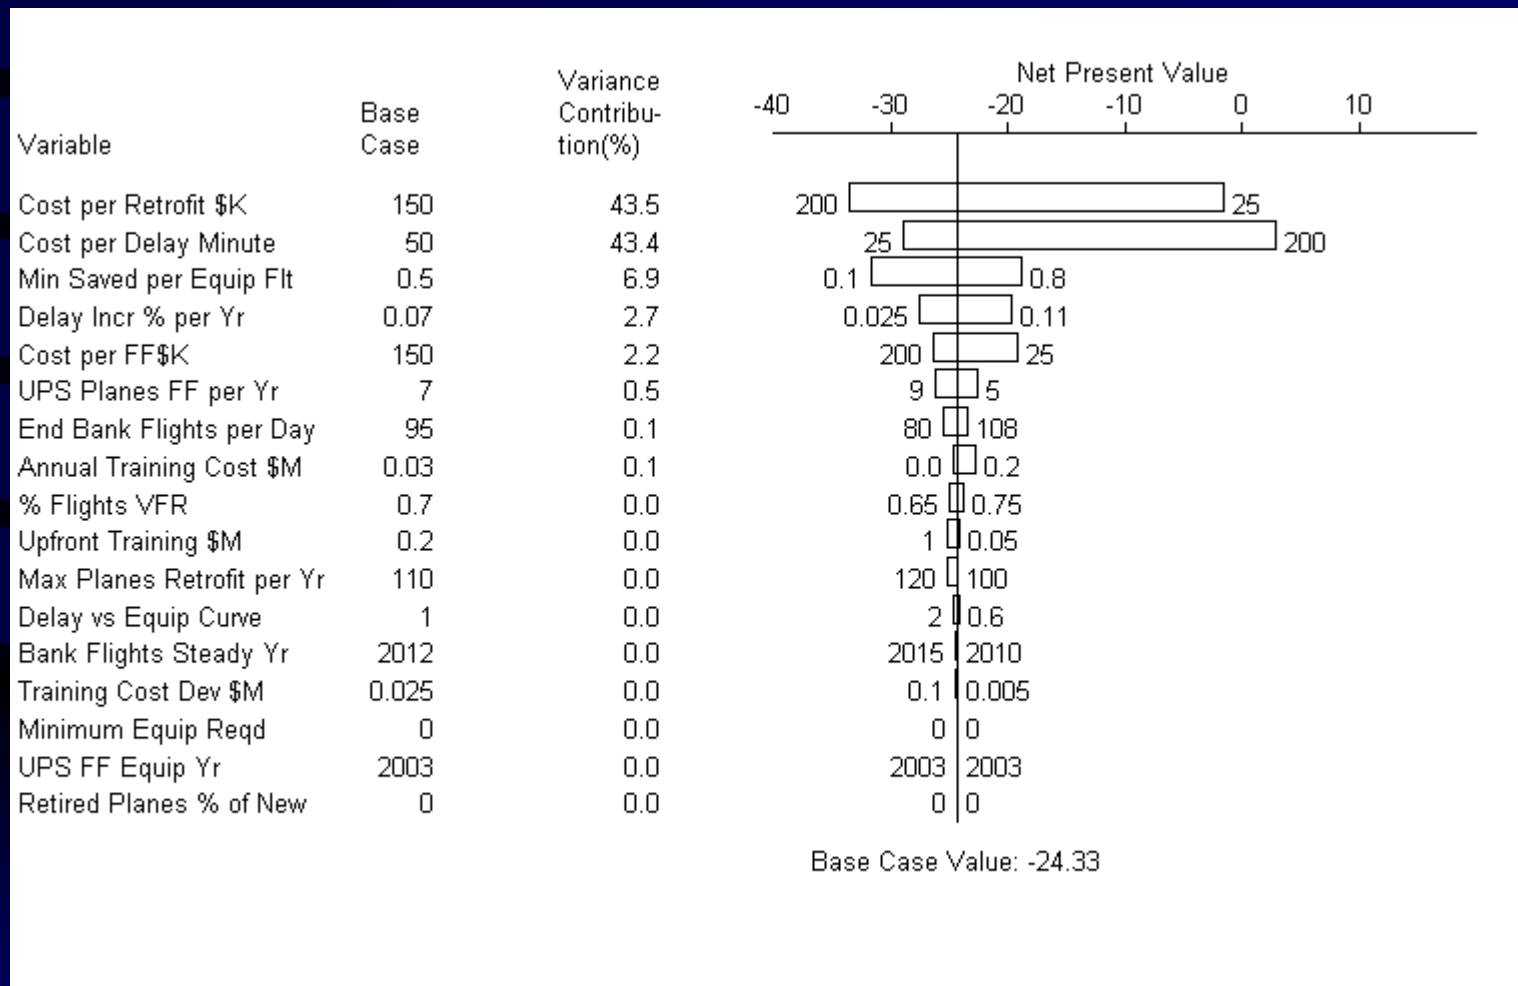 Net Present Value
-40 -30 -20 -10 0 10
Variable Base Case Variance Contribu- tion(%)
Cost per Retrofit $K 150 43.5 200 25
Cost per Delay Minute 50 43.4 25 200
Min Saved per Equip Flt 0.5 6.9 0.1 0.8
Delay Incr % per Yr 0.07 2.7 0.025 0.11
Cost per FF$K 150 2.2 200 25
UPS Planes FF per Yr 7 0.5 9 5
End Bank Flights per Day 95 0.1 80 108
Annual Training Cost $M 0.03 0.1 0.0 0.2
% Flights VFR 0.7 0.0 0.65 0.75
Upfront Training $M 0.2 0.0 1 0.05
Max Planes Retrofit per Yr 110 0.0 120 100
Delay vs Equip Curve 1 0.0 2 0.6
Bank Flights Steady Yr 2012 0.0 2015 2010
Training Cost Dev $M 0.025 0.0 0.1 0.005
Minimum Equip Reqd 0 0.0 0 0
UPS FF Equip Yr 2003 0.0 2003 2003
Retired Planes % of New 0 0.0 0 0
Base Case Value: -24.33